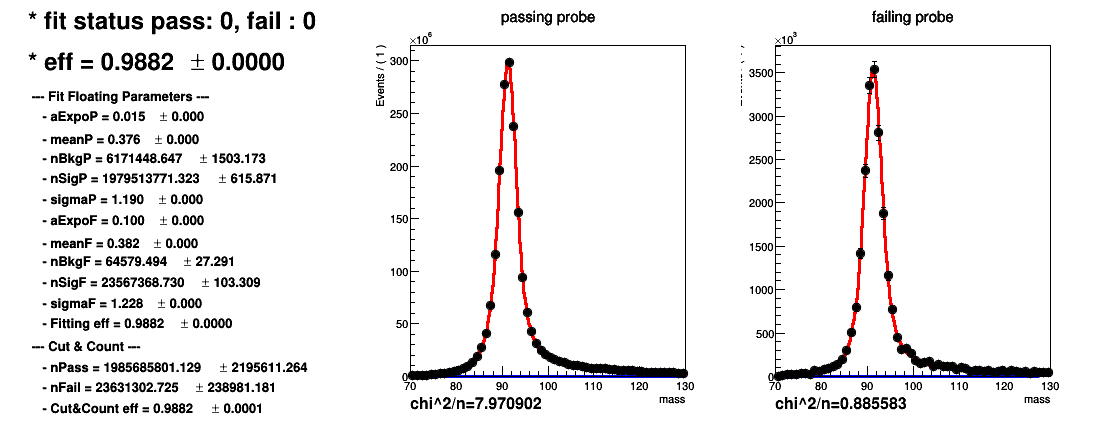 * fit status pass: 0, fail : 0
* eff = 0.9882 ± 0.0000
--- Fit Floating Parameters ---
- aExpoP = 0.015 ± 0.000
- meanP = 0.376 ± 0.000
- nBkgP = 6171448.647 ± 1503.173
- nSigP = 1979513771.323 ± 615.871
- sigmaP = 1.190 ± 0.000
- aExpoF = 0.100 ± 0.000
- meanF = 0.382 ± 0.000
- nBkgF = 64579.494 ± 27.291
- nSigF = 23567368.730 ± 103.309
- sigmaF = 1.228 ± 0.000
- Fitting eff = 0.9882 ± 0.0000
--- Cut & Count ---
- nPass = 1985685801.129 ± 2195611.264
- nFail = 23631302.725 ± 238981.181
- Cut&Count eff = 0.9882 ± 0.0001
passing probe
×10^6
Events / ( 1 )
300
250
200
150
100
50
0
70 80 90 100 110 120 130
mass
chi^2/n=7.970902
failing probe
×10^3
3500
3000
2500
2000
1500
1000
500
0
70 80 90 100 110 120 130
mass
chi^2/n=0.885583